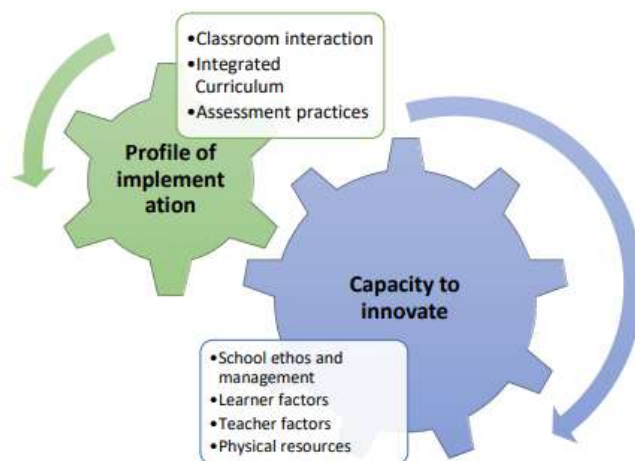 •Classroom interaction
•Integrated
Curriculum
•Assessment practices
Profile of
implement
ation
Capacity to
innovate
•School ethos and
management
•Learner factors
•Teacher factors
•Physical resources